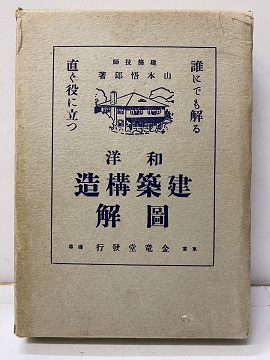 誰にでも解る
直ぐ役に立つ
建築技師
山本悟郎著
和洋
建築構造
圖解
東京金竜堂發行